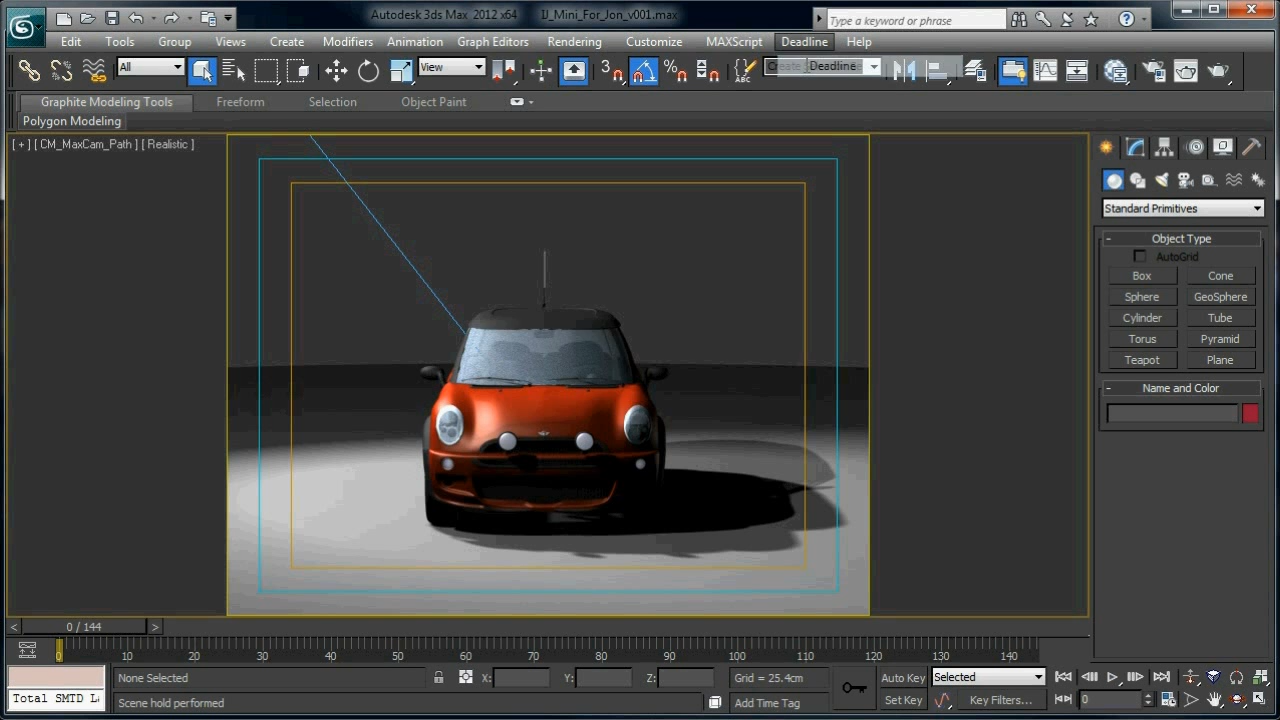 Autodesk 3ds Max 2012 x64 IJ_Mini_For_Jon_v001.max
Type a keyword or phrase
Edit Tools Group Views Create Modifiers Animation Graph Editors Rendering Customize MAXScript Deadline Help
All View 3 Deadline
Graphite Modeling Tools Freeform Selection Object Paint
Polygon Modeling
[ + ] [ CM_MaxCam_Path ] [ Realistic ]
Standard Primitives
- Object Type
AutoGrid
Box Cone
Sphere GeoSphere
Cylinder Tube
Torus Pyramid
Teapot Plane
- Name and Color
< 0 / 144 >
0 10 20 30 40 50 60 70 80 90 100 110 120 130 140
None Selected X: Y: Z: Grid = 25.4cm Auto Key Selected
Total SMTD Scene hold performed Add Time Tag Set Key Key Filters... 0